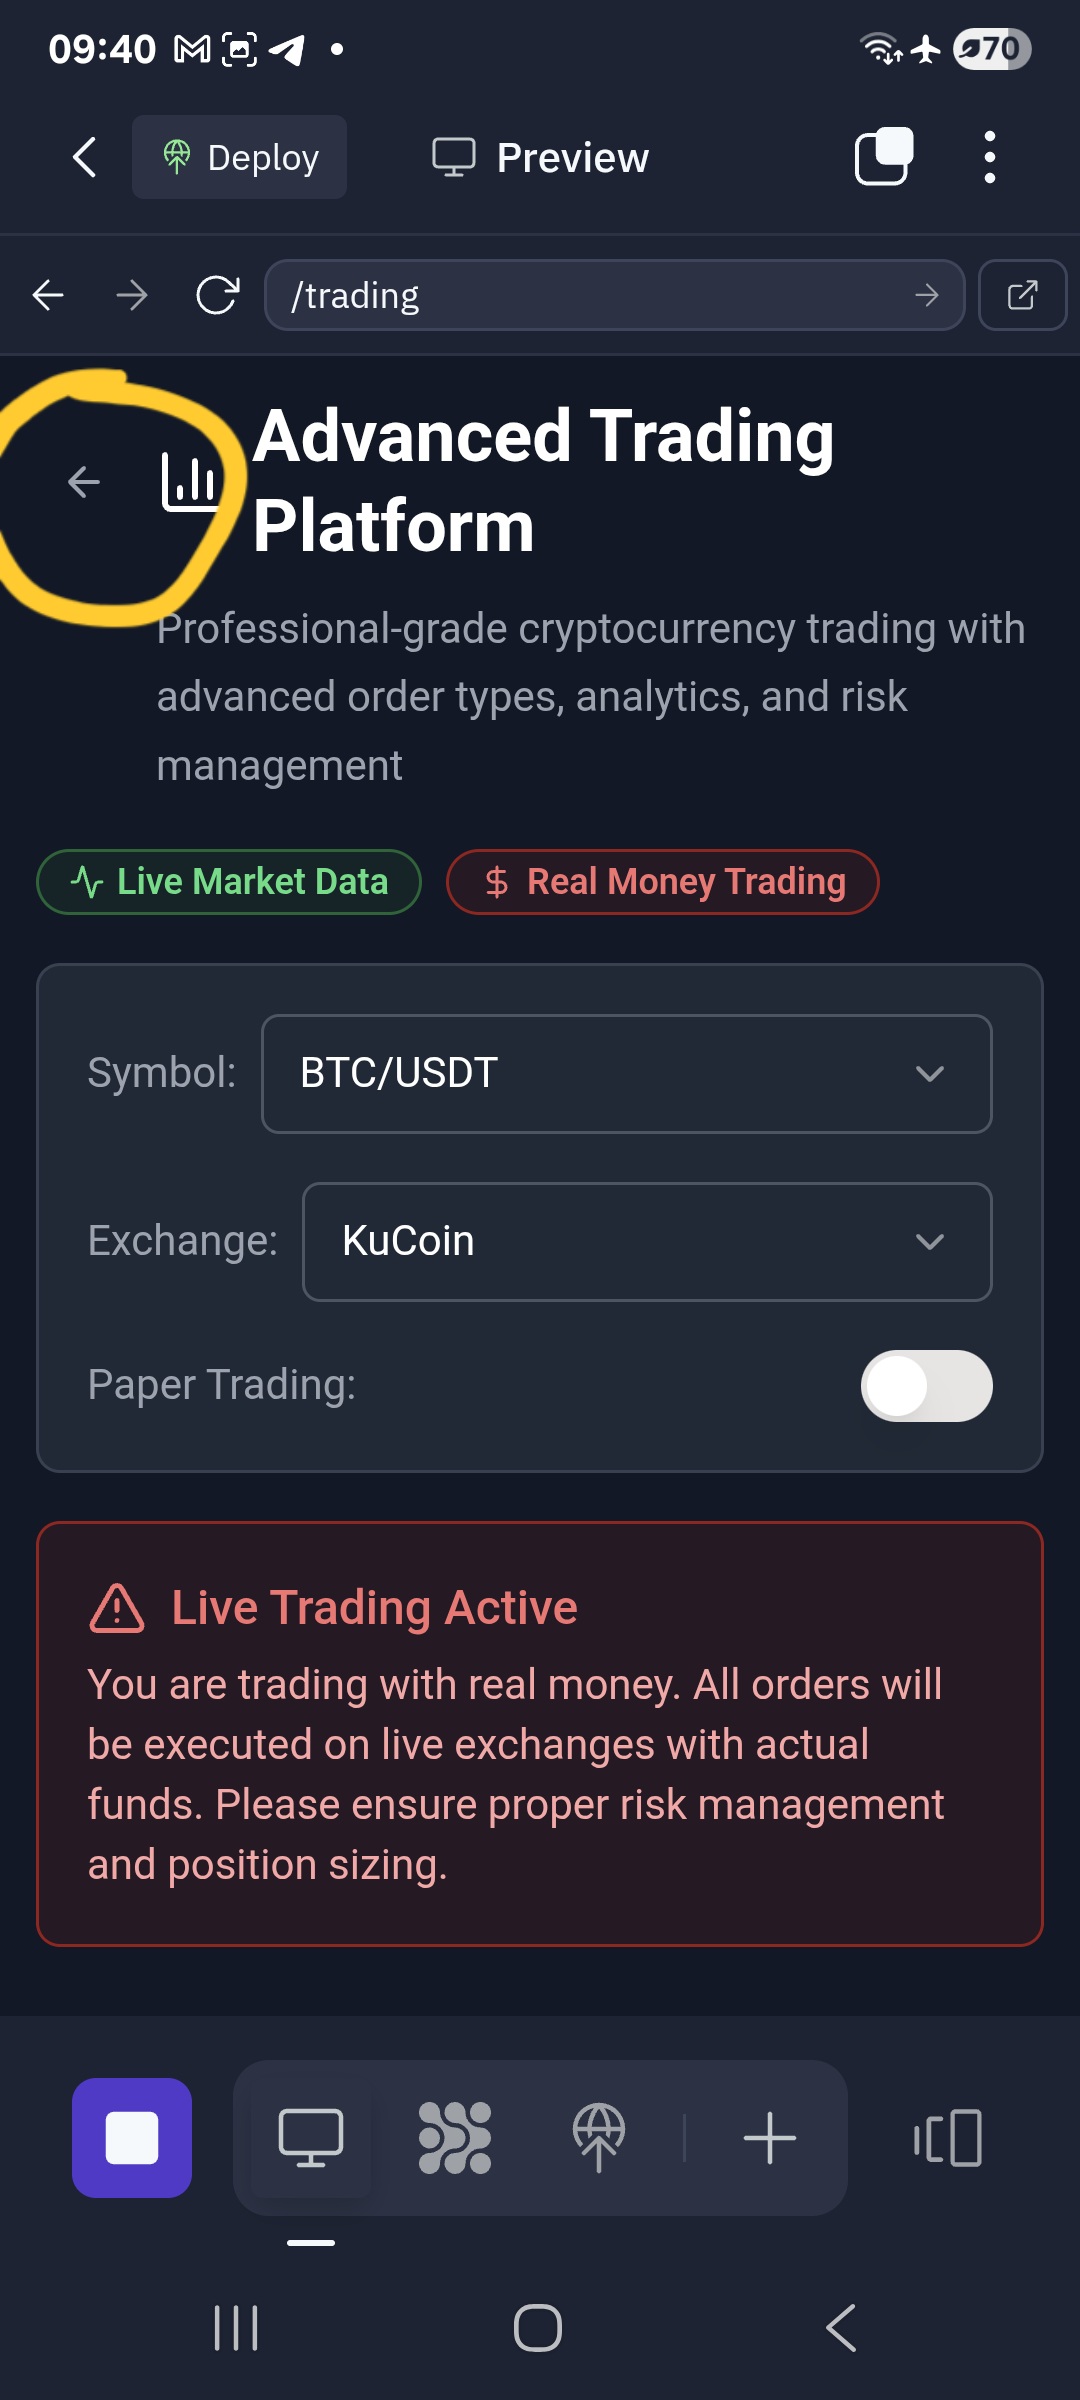 09:40
70
Deploy
Preview
/trading
Advanced Trading
Platform
Professional-grade cryptocurrency trading with
advanced order types, analytics, and risk
management
Live Market Data
$ Real Money Trading
Symbol:
BTC/USDT
Exchange:
KuCoin
Paper Trading:
Live Trading Active
You are trading with real money. All orders will
be executed on live exchanges with actual
funds. Please ensure proper risk management
and position sizing.